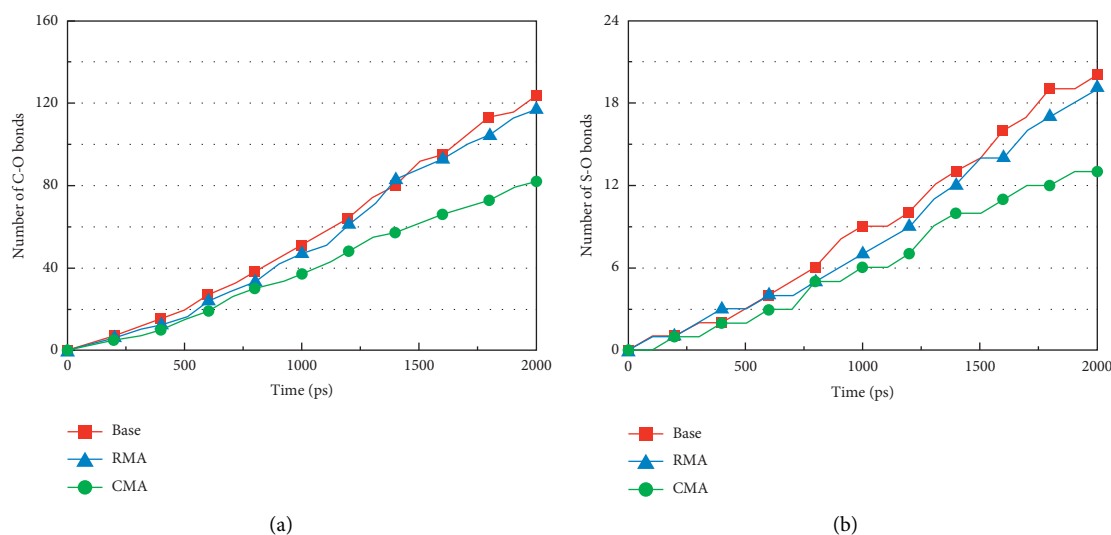 160
120
80
40
0
Number of C-O bonds
0
500
1000
1500
2000
Time (ps)
Base
RMA
CMA
(a)
24
18
12
6
0
Number of S-O bonds
0
500
1000
1500
2000
Time (ps)
Base
RMA
CMA
(b)